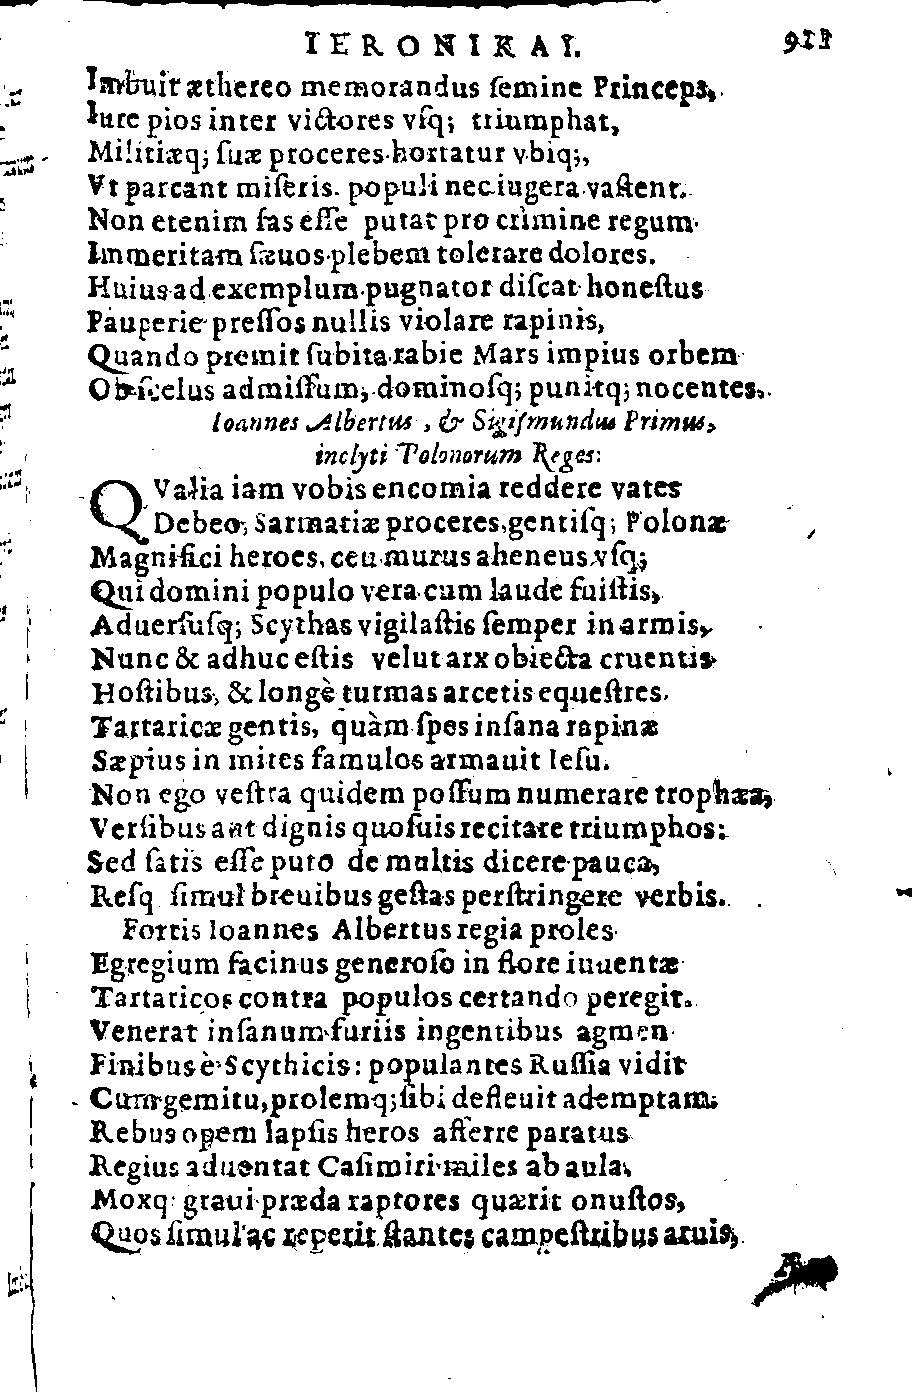 IERONIKAI. 911
Imbuit æthereo memorandus ſemine Princeps,
Iure pios inter victores vſq; triumphat,
Militiæq; ſuæ proceres hortatur vbiq;,
Vt parcant miſeris populi nec iugera vaſtent.
Non etenim fas eſſe putat pro crimine regum
Immeritam ſæuos plebem tolerare dolores.
Huius ad exemplum pugnator diſcat honeſtus
Pauperie preſſos nullis violare rapinis,
Quando premit ſubita rabie Mars impius orbem
Ob ſcelus admiſſum, dominoſq; punitq; nocentes.
Ioannes Albertus, & Sigiſmundus Primus,
inclyti Polonorum Reges:
QValia iam vobis encomia reddere vates
Debeo, Sarmatiæ proceres, gentiſq; Polonæ
Magnifici heroes, ceu murus aheneus vſq;
Qui domini populo vera cum laude fuiſtis,
Aduerſuſq; Scythas vigilaſtis ſemper in armis,
Nunc & adhuc eſtis velut arx obiecta cruentis
Hoſtibus, & longè turmas arcetis equeſtres.
Tartaricæ gentis, quàm ſpes inſana rapinæ
Sæpius in mites famulos armauit Ieſu.
Non ego veſtra quidem poſſum numerare trophæa,
Verſibus aut dignis quoſuis recitare triumphos:
Sed ſatis eſſe puto de multis dicere pauca,
Reſq ſimul breuibus geſtas perſtringere verbis.
Fortis Ioannes Albertus regia proles
Egregium facinus generoſo in flore iuuentæ
Tartaricos contra populos certando peregit.
Venerat inſanum furiis ingentibus agmen
Finibus è Scythicis: populantes Ruſſia vidit
Cum gemitu, prolemq; ſibi defleuit ademptam.
Rebus opem lapſis heros afferre paratus
Regius aduentat Caſimiri miles ab aula,
Moxq graui præda raptores quærit onuſtos,
Quos ſimul ac reperit ſtantes campeſtribus aruis,